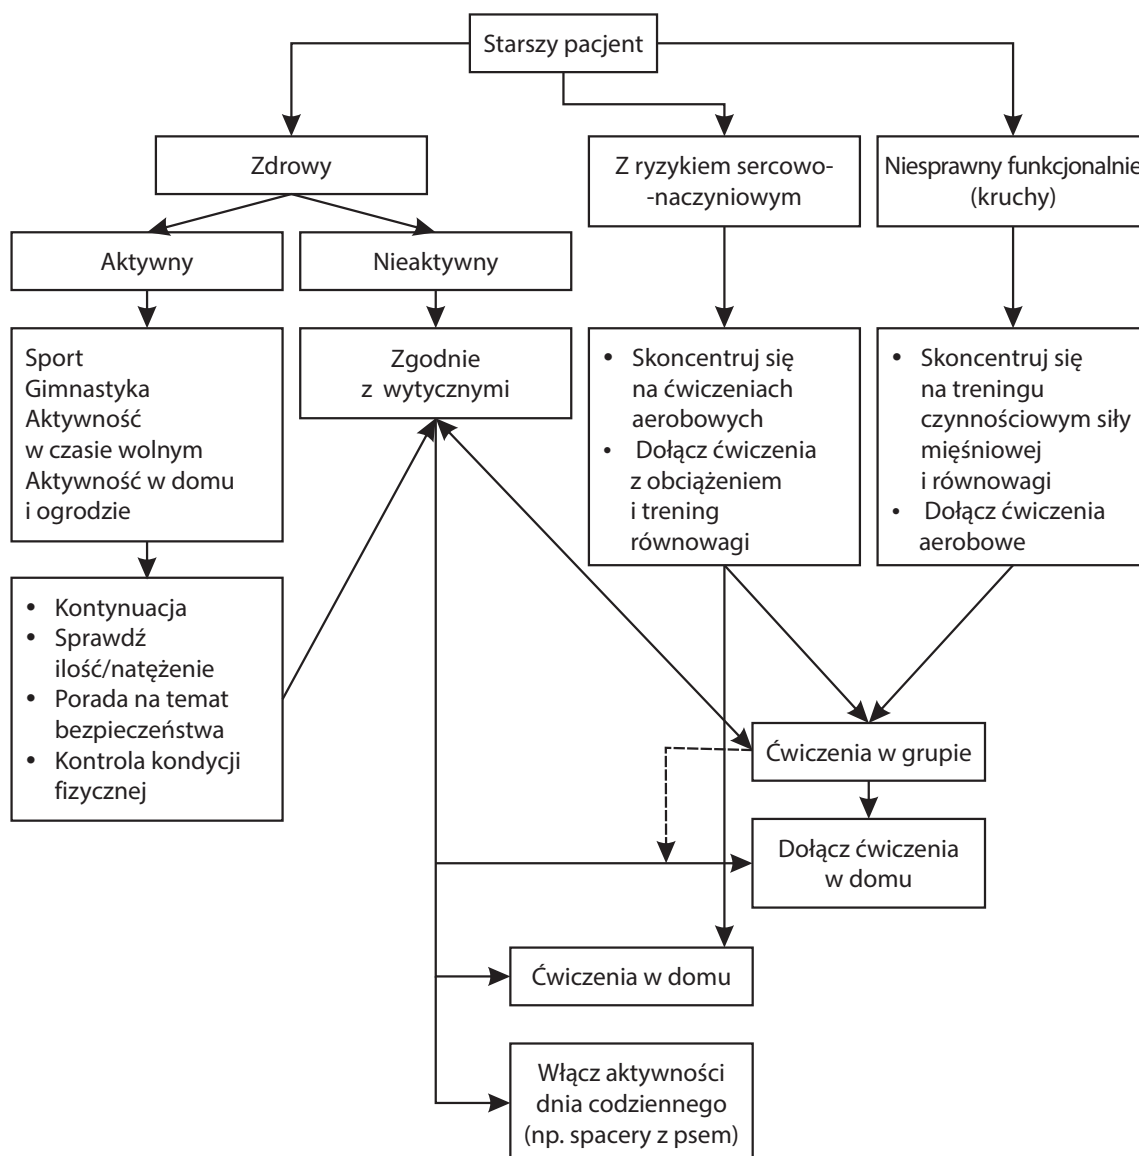 Starszy pacjent
Zdrowy
Z ryzykiem sercowo-
-naczyniowym
Niesprawny funkcjonalnie
(kruchy)
Aktywny
Nieaktywny
Sport
Gimnastyka
Aktywność
w czasie wolnym
Aktywność w domu
i ogrodzie
Zgodnie
z wytycznymi
• Skoncentruj się
na ćwiczeniach
aerobowych
• Dołącz ćwiczenia
z obciążeniem
i trening
równowagi
• Skoncentruj się
na treningu
czynnościowym siły
mięśniowej
i równowagi
• Dołącz ćwiczenia
aerobowe
• Kontynuacja
• Sprawdź
ilość/natężenie
• Porada na temat
bezpieczeństwa
• Kontrola kondycji
fizycznej
Ćwiczenia w grupie
Dołącz ćwiczenia
w domu
Ćwiczenia w domu
Włącz aktywności
dnia codziennego
(np. spacery z psem)